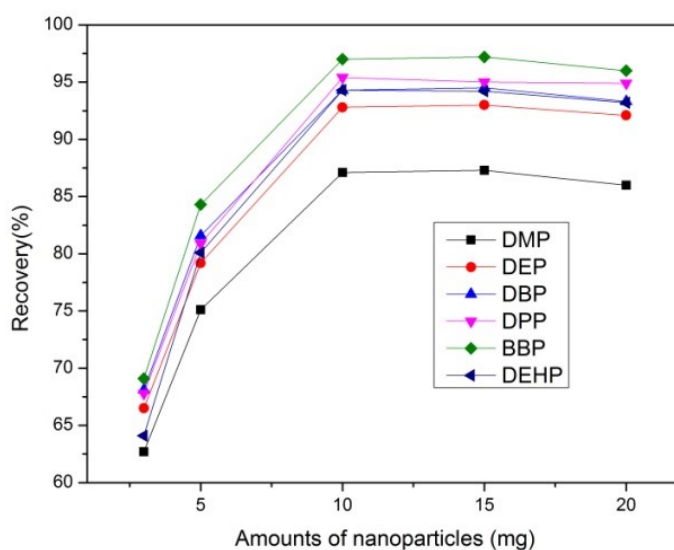 100
95
90
85
80
75
70
65
60
Recovery(%)
DMP
DEP
DBP
DPP
BBP
DEHP
5
10
15
20
Amounts of nanoparticles (mg)